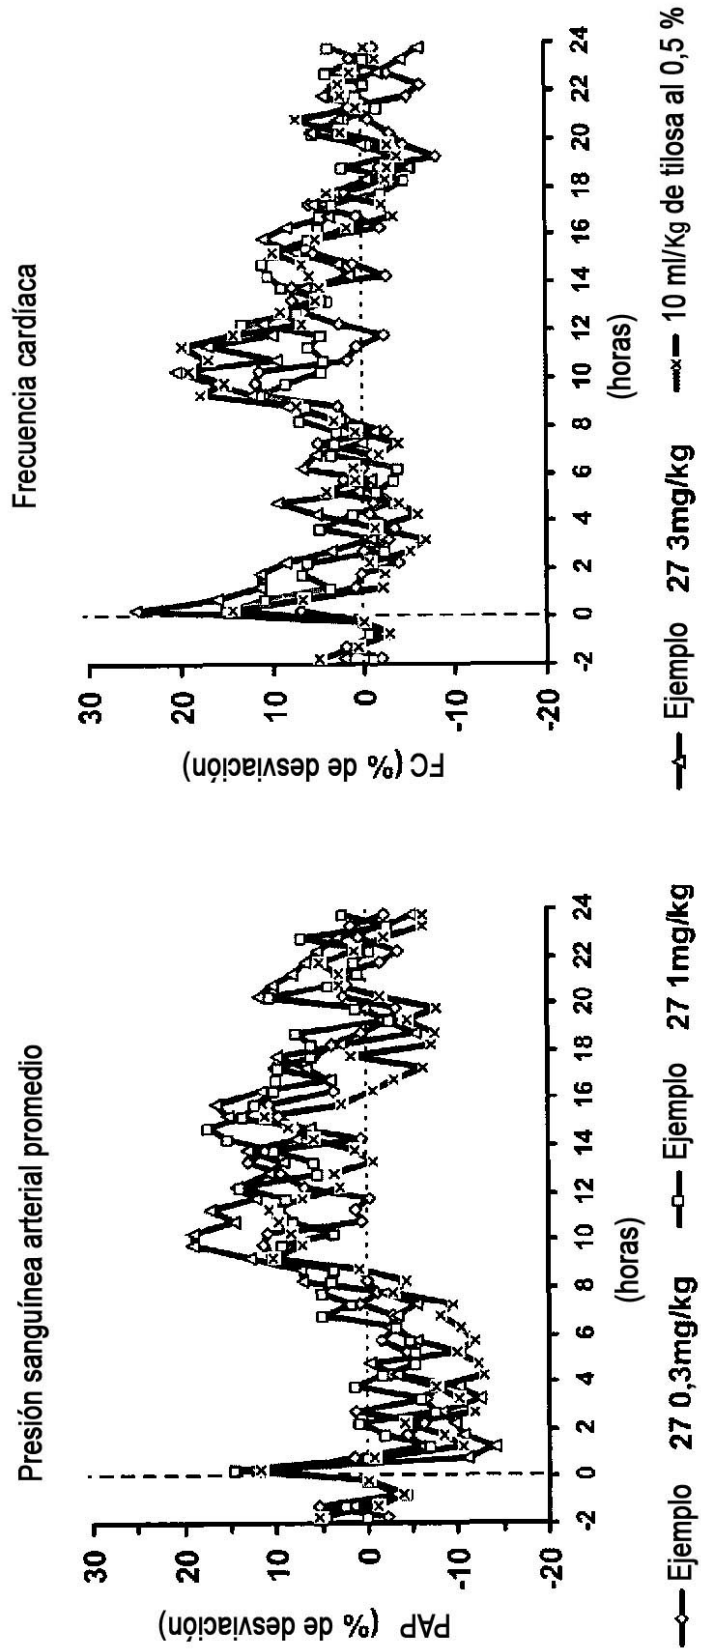 Presión sanguínea arterial promedio
PAP (% de desviación)
30
20
10
0
-10
-20
-2 0 2 4 6 8 10 12 14 16 18 20 22 24
(horas)
Frecuencia cardíaca
FC (% de desviación)
30
20
10
0
-10
-20
-2 0 2 4 6 8 10 12 14 16 18 20 22 24
(horas)
Ejemplo 27 0,3mg/kg Ejemplo 27 1mg/kg Ejemplo 27 3mg/kg 10 ml/Kg de tilosa al 0,5 %